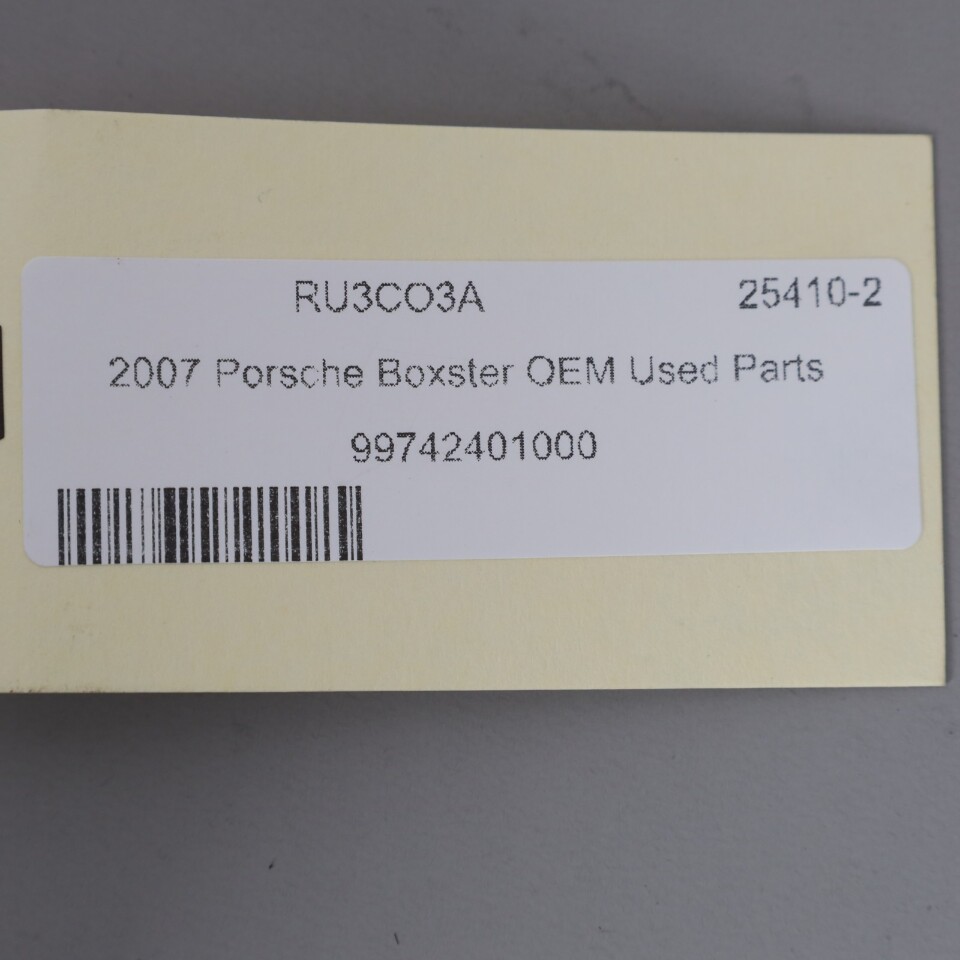 RU3CO3A 25410-2
2007 Porsche Boxster OEM Used Parts
99742401000